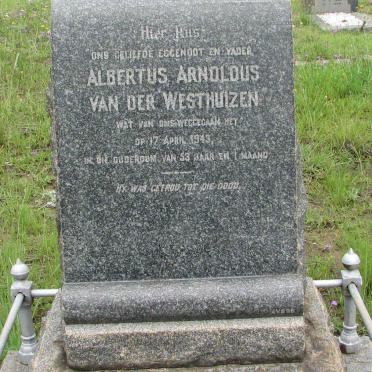 Hier Rus
ONS GELIEFDE EGGENOOT EN VADER
ALBERTUS ARNOLDUS
VAN DER WESTHUIZEN
WAT VAN ONS WEGGEGAAN HET
OP 17 APRIL 1943,
IN DIE OUDERDOM VAN 53 JAAR EN 1 MAAND
HY WAS GETROU TOT DIE DOOD.